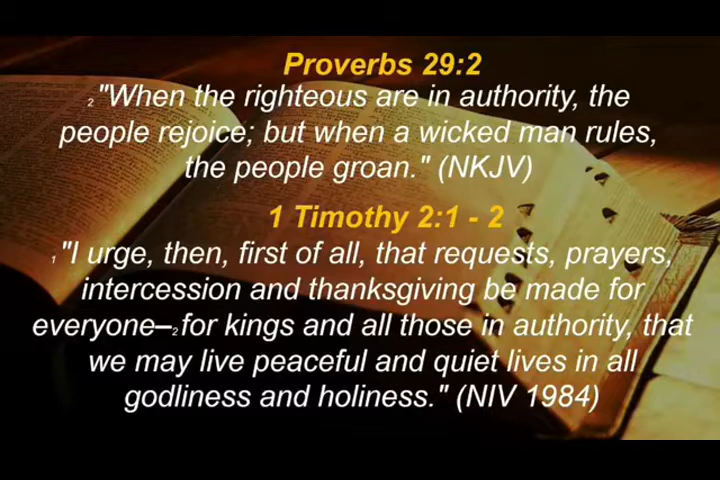 Proverbs 29:2
2 "When the righteous are in authority, the
people rejoice; but when a wicked man rules,
the people groan." (NKJV)
1 Timothy 2:1 - 2
1 "I urge, then, first of all, that requests, prayers,
intercession and thanksgiving be made for
everyone—2 for kings and all those in authority, that
we may live peaceful and quiet lives in all
godliness and holiness." (NIV 1984)